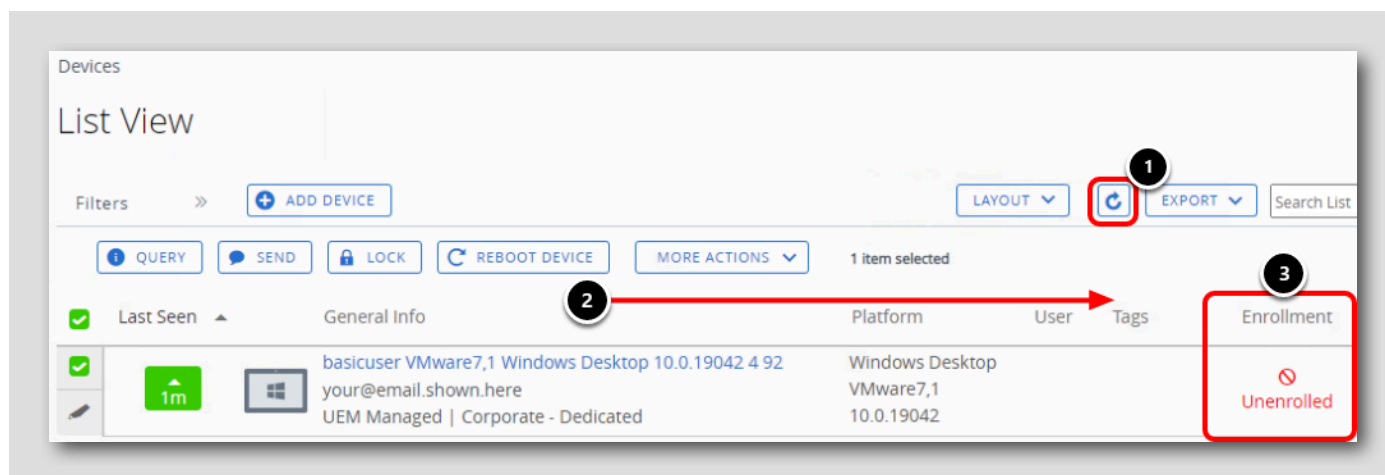 Devices
List View
1
Filters » ADD DEVICE LAYOUT EXPORT Search List
QUERY SEND LOCK REBOOT DEVICE MORE ACTIONS 1 item selected
2
3
Last Seen General Info Platform User Tags Enrollment
basicuser VMware7,1 Windows Desktop 10.0.19042 4 92 Windows Desktop
1m your@email.shown.here VMware7,1 Unenrolled
UEM Managed | Corporate - Dedicated 10.0.19042